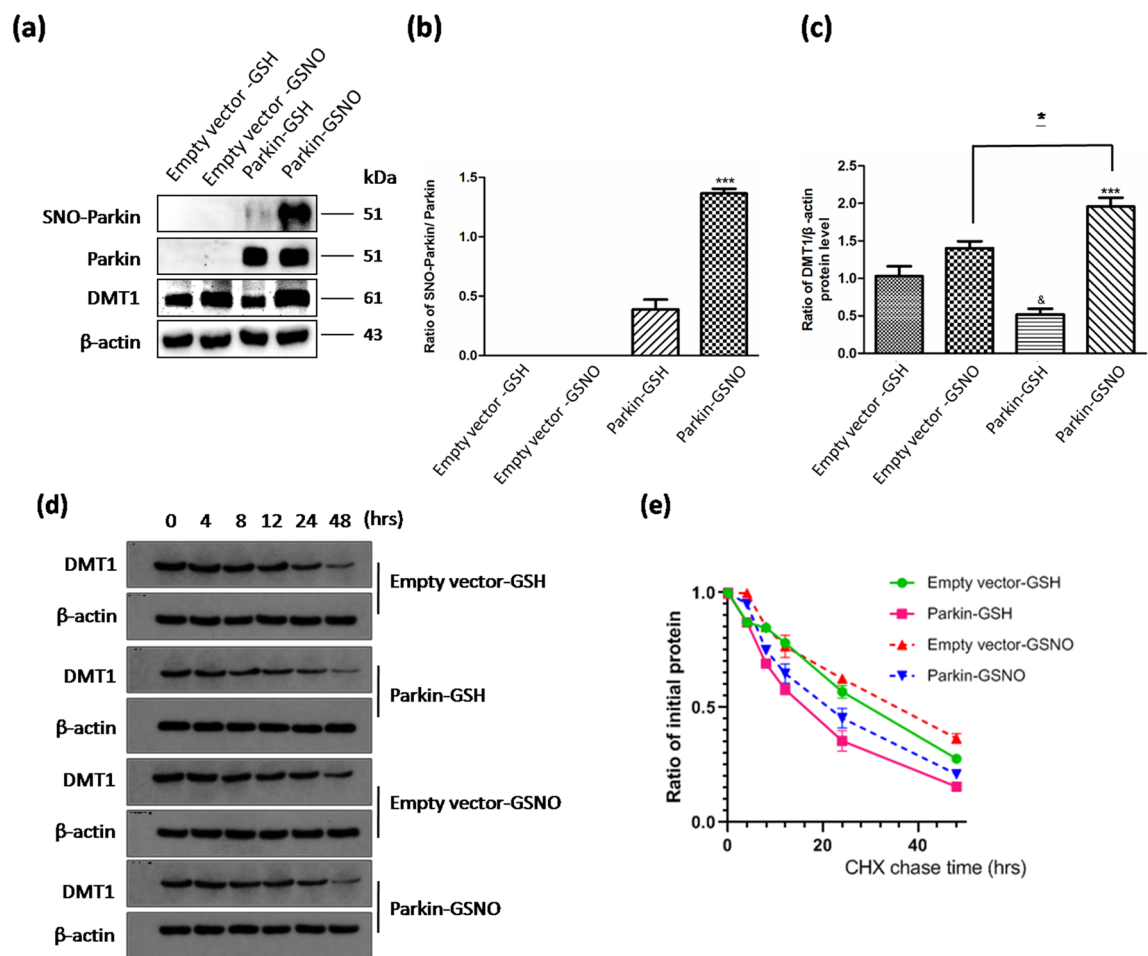 (a)
Empty vector -GSH
Empty vector -GSNO
Parkin-GSH
Parkin-GSNO
kDa
SNO-Parkin
51
Parkin
51
DMT1
61
β-actin
43
(b)
Ratio of SNO-Parkin/ Parkin
1.5
1.0
0.5
0.0
***
Empty vector -GSH
Empty vector -GSNO
Parkin-GSH
Parkin-GSNO
(c)
*
Ratio of DMT1/β -actin
protein level
2.5
2.0
1.5
1.0
0.5
0.0
&
***
Empty vector -GSH
Empty vector -GSNO
Parkin-GSH
Parkin-GSNO
(d)
0 4 8 12 24 48 (hrs)
DMT1
β-actin
Empty vector-GSH
DMT1
β-actin
Parkin-GSH
DMT1
β-actin
Empty vector-GSNO
DMT1
β-actin
Parkin-GSNO
(e)
Ratio of initial protein
1.0
0.5
0.0
0 20 40
CHX chase time (hrs)
Empty vector-GSH
Parkin-GSH
Empty vector-GSNO
Parkin-GSNO